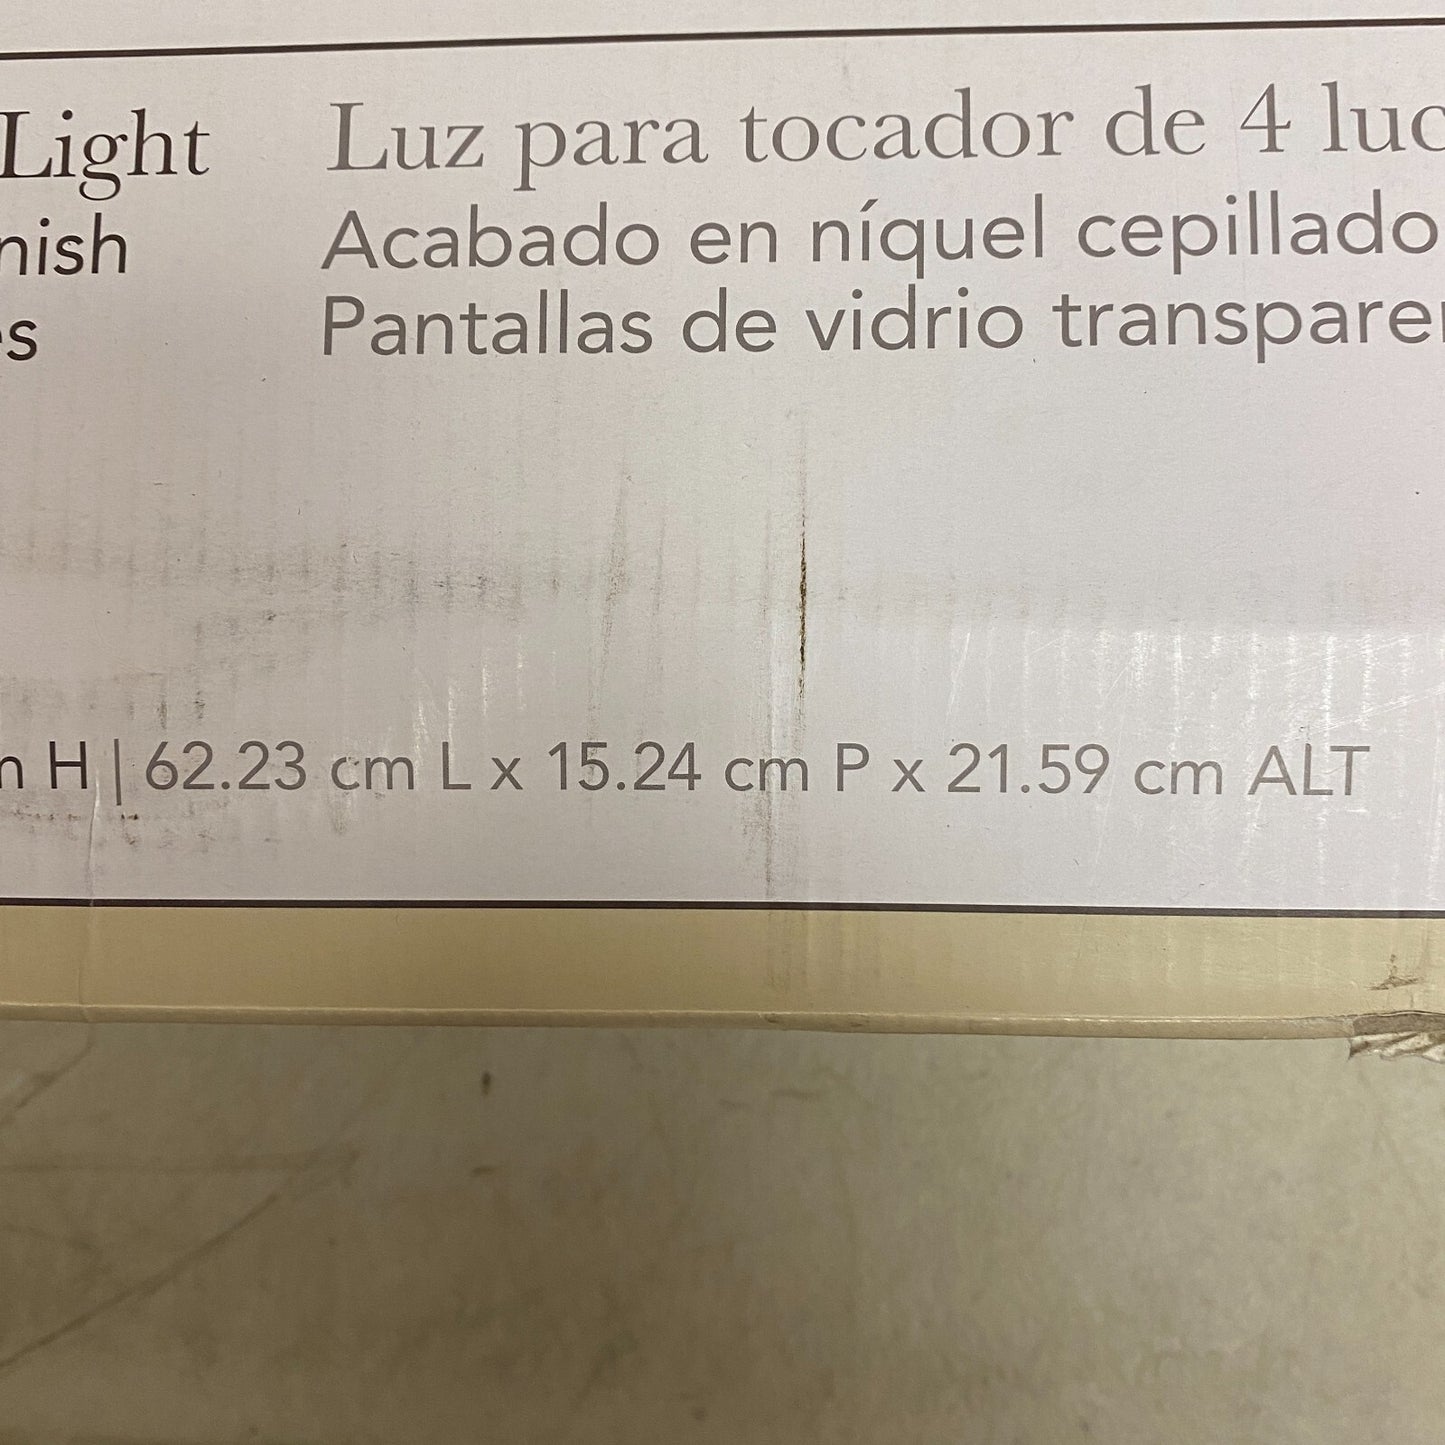 Light Luz para tocador de 4 luc
nish Acabado en níquel cepillado
es Pantallas de vidrio transparen
n H | 62.23 cm L x 15.24 cm P x 21.59 cm ALT